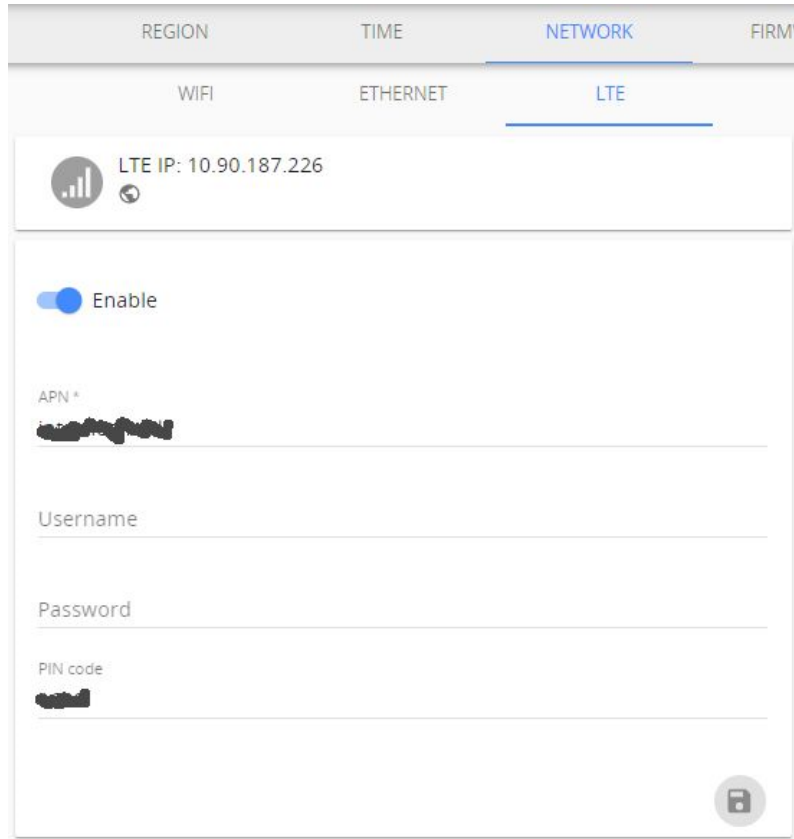 REGION TIME NETWORK
WIFI ETHERNET LTE
LTE IP: 10.90.187.226
Enable
APN *
Username
Password
PIN code